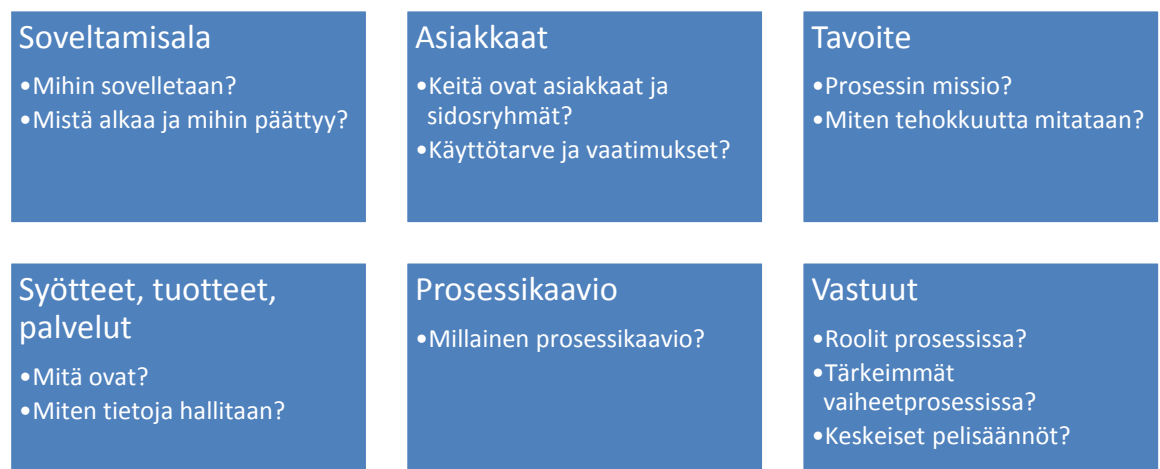 Soveltamisala
•Mihin sovelletaan?
•Mistä alkaa ja mihin päättyy?
Asiakkaat
•Keitä ovat asiakkaat ja
sidosryhmät?
•Käyttötarve ja vaatimukset?
Tavoite
•Prosessin missio?
•Miten tehokkuutta mitataan?
Syötteet, tuotteet,
palvelut
•Mitä ovat?
•Miten tietoja hallitaan?
Prosessikaavio
•Millainen prosessikaavio?
Vastuut
•Roolit prosessissa?
•Tärkeimmät
vaiheetprosessissa?
•Keskeiset pelisäännöt?